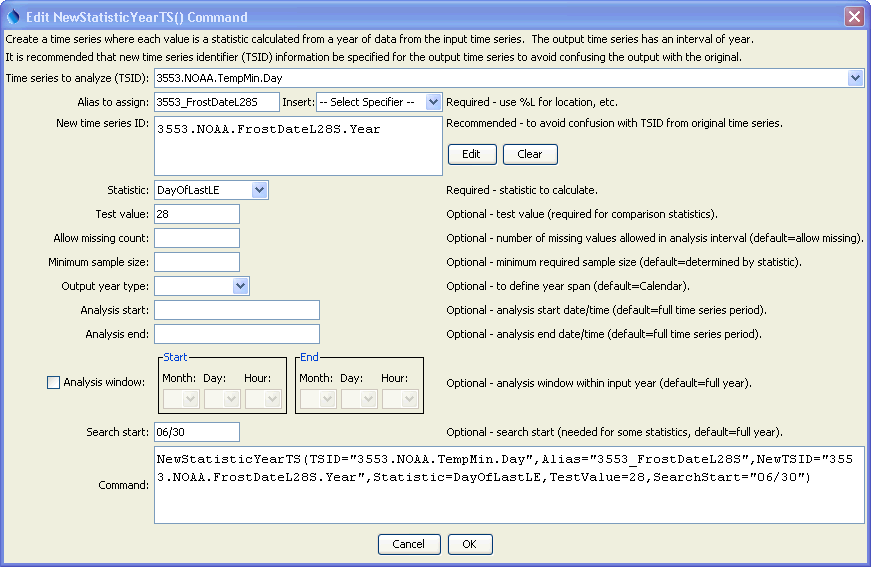 Edit NewStatisticYearTS() Command
Create a time series where each value is a statistic calculated from a year of data from the input time series.  The output time series has an interval of year.
It is recommended that new time series identifier (TSID) information be specified for the output time series to avoid confusing the output with the original.
Time series to analyze (TSID): 3553.NOAA.TempMin.Day
Alias to assign: 3553_FrostDateL28S Insert: -- Select Specifier -- Required - use %L for location, etc.
New time series ID: 3553.NOAA.FrostDateL28S.Year Recommended - to avoid confusion with TSID from original time series.
Edit Clear
Statistic: DayOfLastLE Required - statistic to calculate.
Test value: 28 Optional - test value (required for comparison statistics).
Allow missing count: Optional - number of missing values allowed in analysis interval (default=allow missing).
Minimum sample size: Optional - minimum required sample size (default=determined by statistic).
Output year type: Optional - to define year span (default=Calendar).
Analysis start: Optional - analysis start date/time (default=full time series period).
Analysis end: Optional - analysis end date/time (default=full time series period).
Start End
Month: Day: Hour: Month: Day: Hour:
Analysis window: Optional - analysis window within input year (default=full year).
Search start: 06/30 Optional - search start (needed for some statistics, default=full year).
Command: NewStatisticYearTS(TSID="3553.NOAA.TempMin.Day",Alias="3553_FrostDateL28S",NewTSID="355
3.NOAA.FrostDateL28S.Year",Statistic=DayOfLastLE,TestValue=28,SearchStart="06/30")
Cancel OK